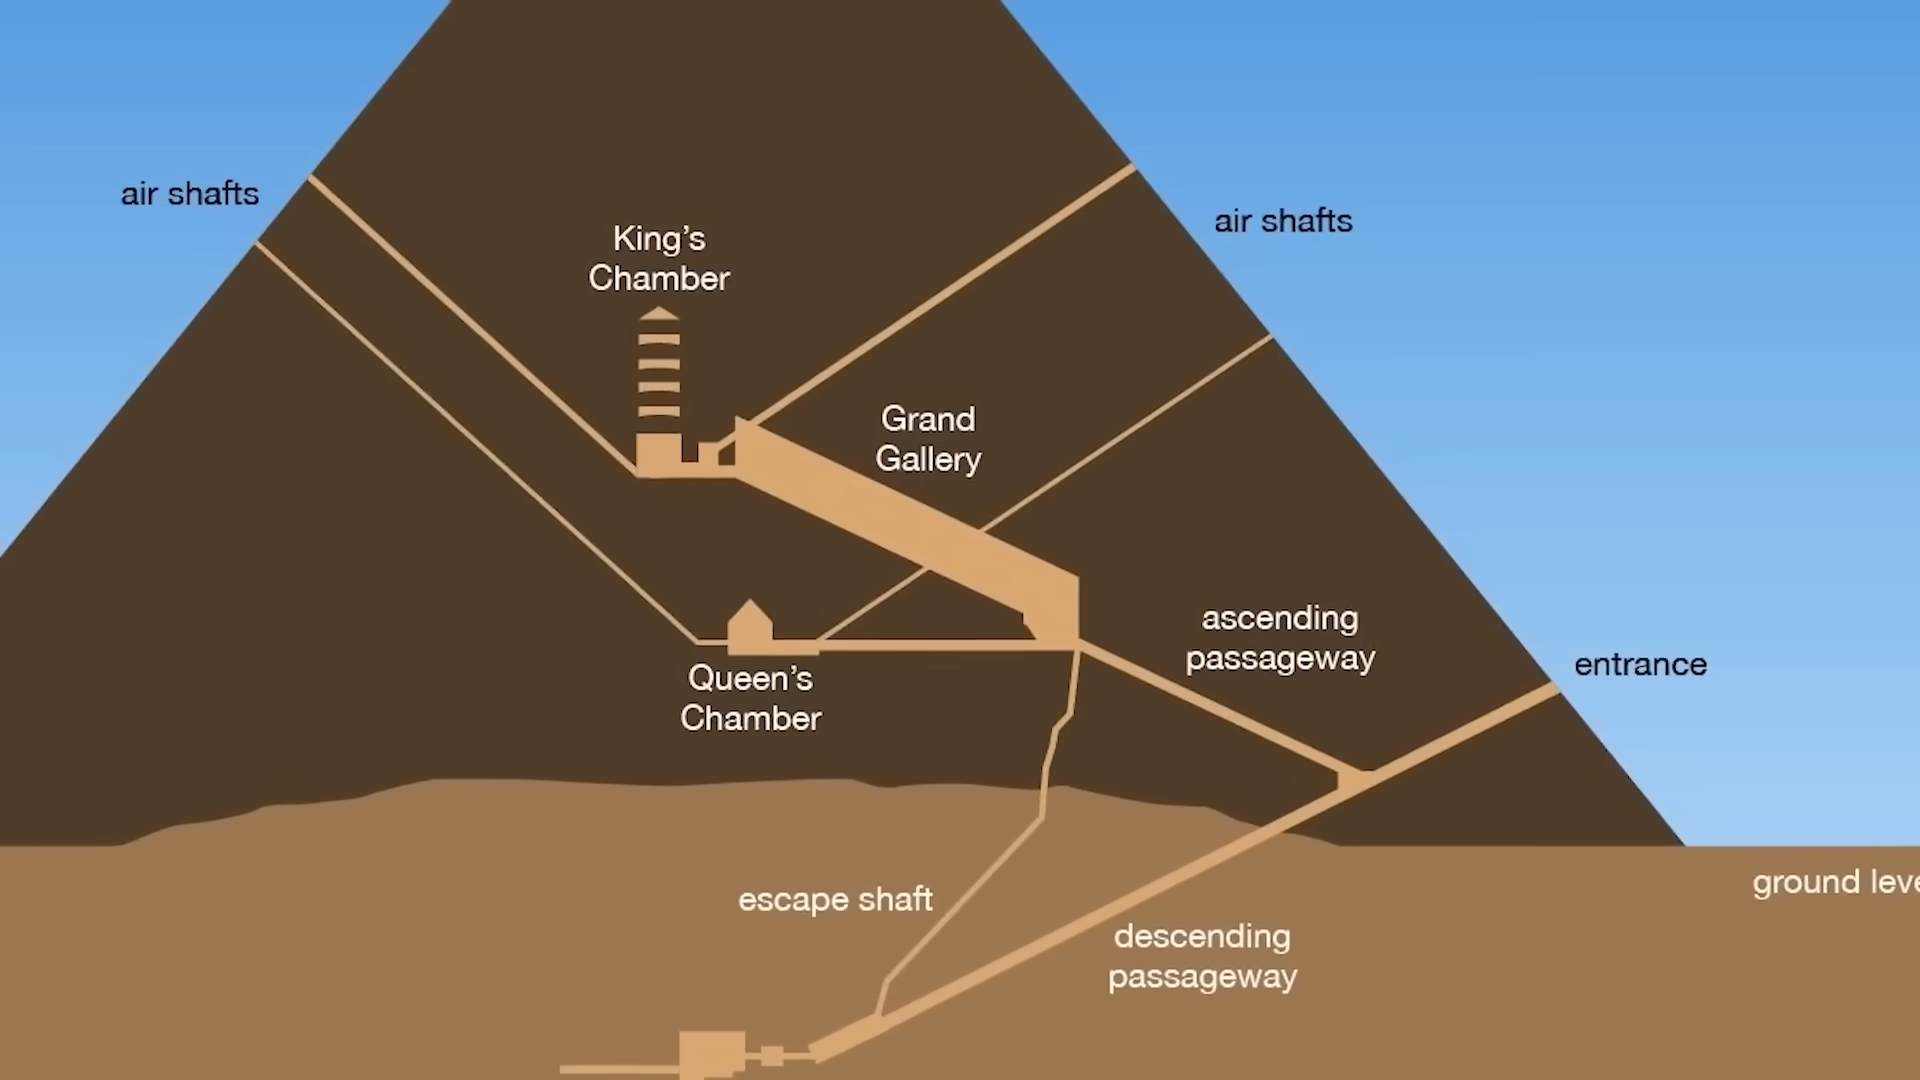 air shafts
air shafts
King's
Chamber
Grand
Gallery
ascending
passageway
entrance
Queen's
Chamber
ground leve
escape shaft
descending
passageway